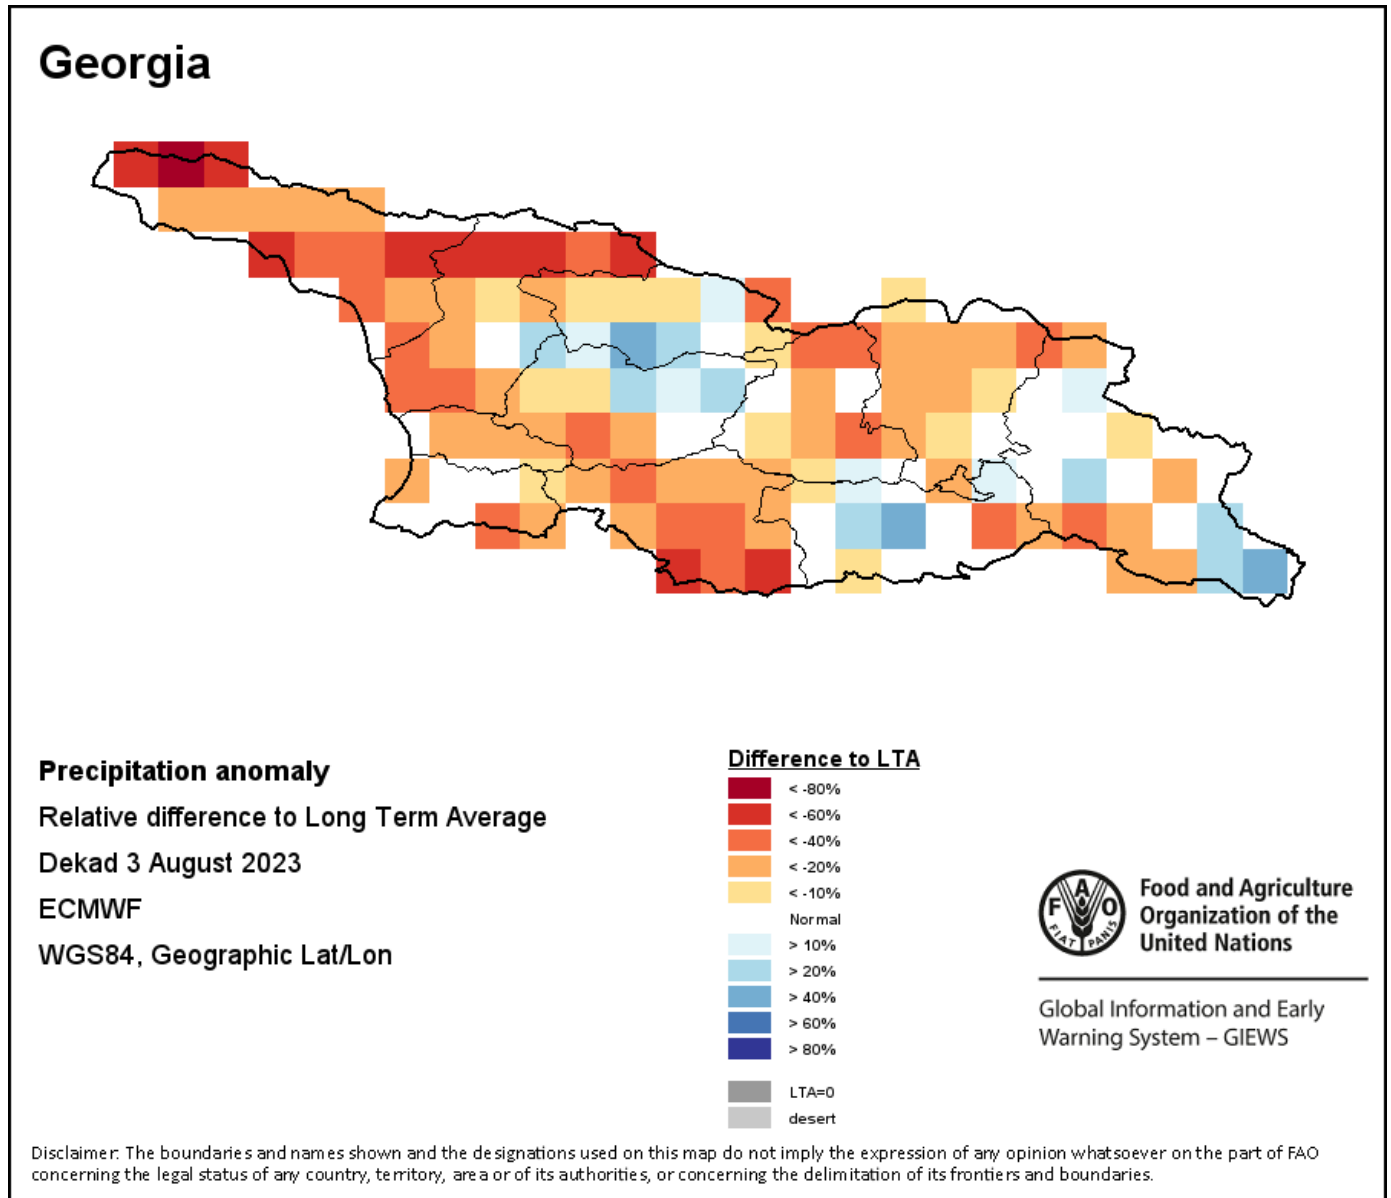 Georgia
Precipitation anomaly
Relative difference to Long Term Average
Dekad 3 August 2023
ECMWF
WGS84, Geographic Lat/Lon
Difference to LTA
< -80%
< -60%
< -40%
< -20%
< -10%
Normal
> 10%
> 20%
> 40%
> 60%
> 80%
LTA=0
desert
F A O
FIAT PANIS
Food and Agriculture
Organization of the
United Nations
Global Information and Early
Warning System – GIEWS
Disclaimer: The boundaries and names shown and the designations used on this map do not imply the expression of any opinion whatsoever on the part of FAO
concerning the legal status of any country, territory, area or of its authorities, or concerning the delimitation of its frontiers and boundaries.